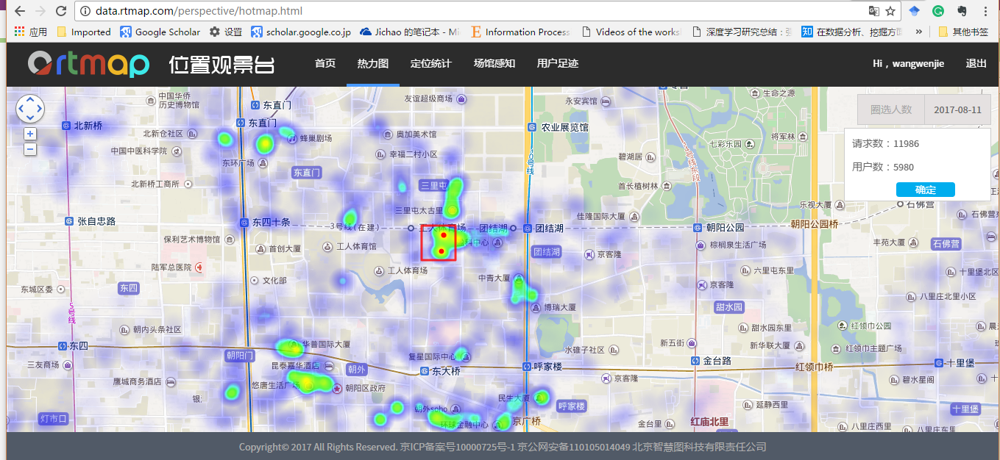 data.rtmap.com/perspective/hotmap.html
应用 Imported Google Scholar 设置 scholar.google.co.jp Jichao 的笔记本 - Mi Information Process Videos of the works 深度学习研究总结：强 知 在数据分析、挖掘方面 » 其他书签
rtmap 位置观景台 首页 热力图 定位统计 场馆感知 用户足迹 Hi，wangwenjie 退出
圈选人数 2017-08-11
请求数：11986
用户数：5980
确定
中国华侨
历史博物馆
东直门
友谊超级商场
永安宾馆
生命之源
北新桥
东直门
农业展览馆
北新仓社区
蜂巢剧场
奥加美术馆
七彩乐园
将军林
中国中医科学院
幸福二村小区
10号线
碧湖居
东环广场
东直门
北新桥工商所
三里屯
首长植树林
三里屯太古里
乐视大厦
石佛营
张自忠路
东四十条
3号线(在建)
工人体育场
团结湖
团结湖
佳隆国际大厦
朝阳公园
朝阳公园桥
保利艺术博物馆
首创大厦
工人体育馆
团结湖
京客隆
棕榈泉生活广场
丰苑大厦
石佛营
陆军总医院
工人体育场
中青大厦
六里屯东里
十里堡北区
文化部
东城区委
东四
京客隆
八里庄北里小区
5号线
博瑞大厦
甜水园
朝内头条社区
甜水园东里
红领巾公园
东四
华普国际大厦
新五街
新华联大厦
红领巾主题广场
朝阳门
复星国际中心
水碓子社区
三友商场
昆泰嘉华酒店
朝外
东大桥
呼家楼
金台路
红领巾桥
十里堡
鹰城商务酒店
悠唐生活广场
朝阳区政府
京客隆
碧水星阁
民生大厦
呼家楼
延静西里
十里堡
朝外soho
灯市口
环球金融中心
京广桥
金台里
红庙北里
八里庄西里
八里庄东里
Copyright© 2017 All Rights Reserved. 京ICP备案号10000725号-1 京公网安备110105014049 北京智慧图科技有限责任公司